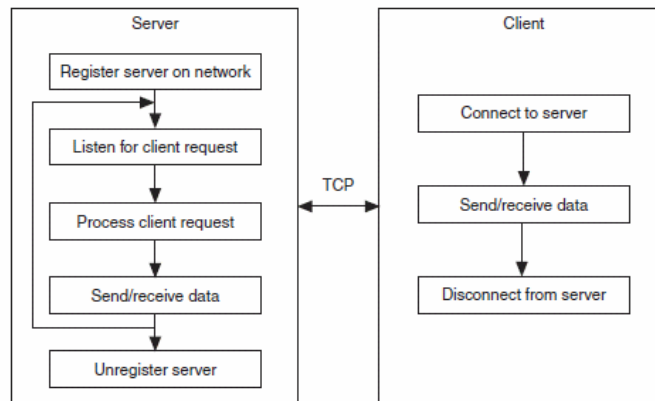 Server
Register server on network
Listen for client request
Process client request
Send/receive data
Unregister server
TCP
Client
Connect to server
Send/receive data
Disconnect from server